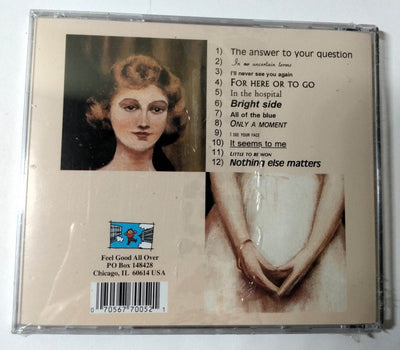 1) The answer to your question
2) In no uncertain terms
3) I'll never see you again
4) FOR HERE OR TO GO
5) In the hospital
6) Bright side
7) All of the blue
8) ONLY A MOMENT
9) I SEE YOUR FACE
10) It seems to me
11) LITTLE TO BE WON
12) Nothing else matters
Feel Good All Over
PO Box 148428
Chicago, IL 60614 USA
0 70567 70052 1